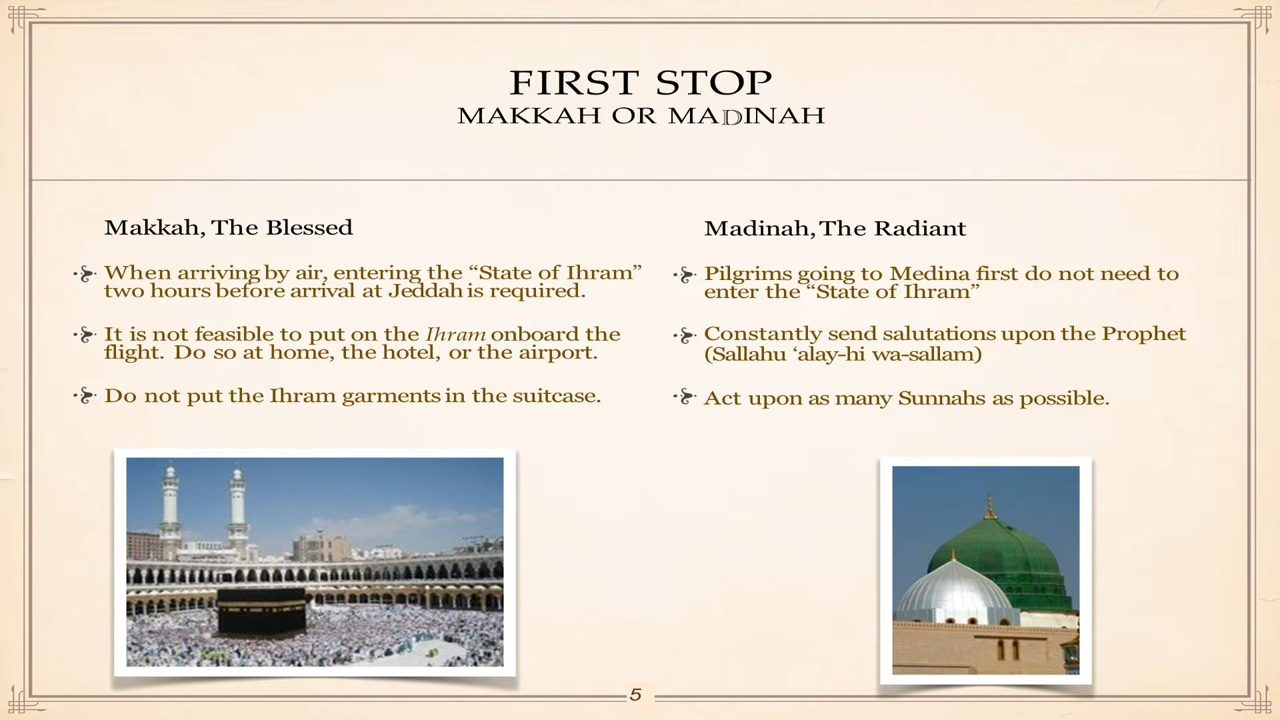 FIRST STOP
MAKKAH OR MADINAH
Makkah, The Blessed
When arriving by air, entering the “State of Ihram”
two hours before arrival at Jeddah is required.
It is not feasible to put on the Ihram onboard the
flight. Do so at home, the hotel, or the airport.
Do not put the Ihram garments in the suitcase.
Madinah, The Radiant
Pilgrims going to Medina first do not need to
enter the “State of Ihram”
Constantly send salutations upon the Prophet
(Sallahu ‘alay-hi wa-sallam)
Act upon as many Sunnahs as possible.
5